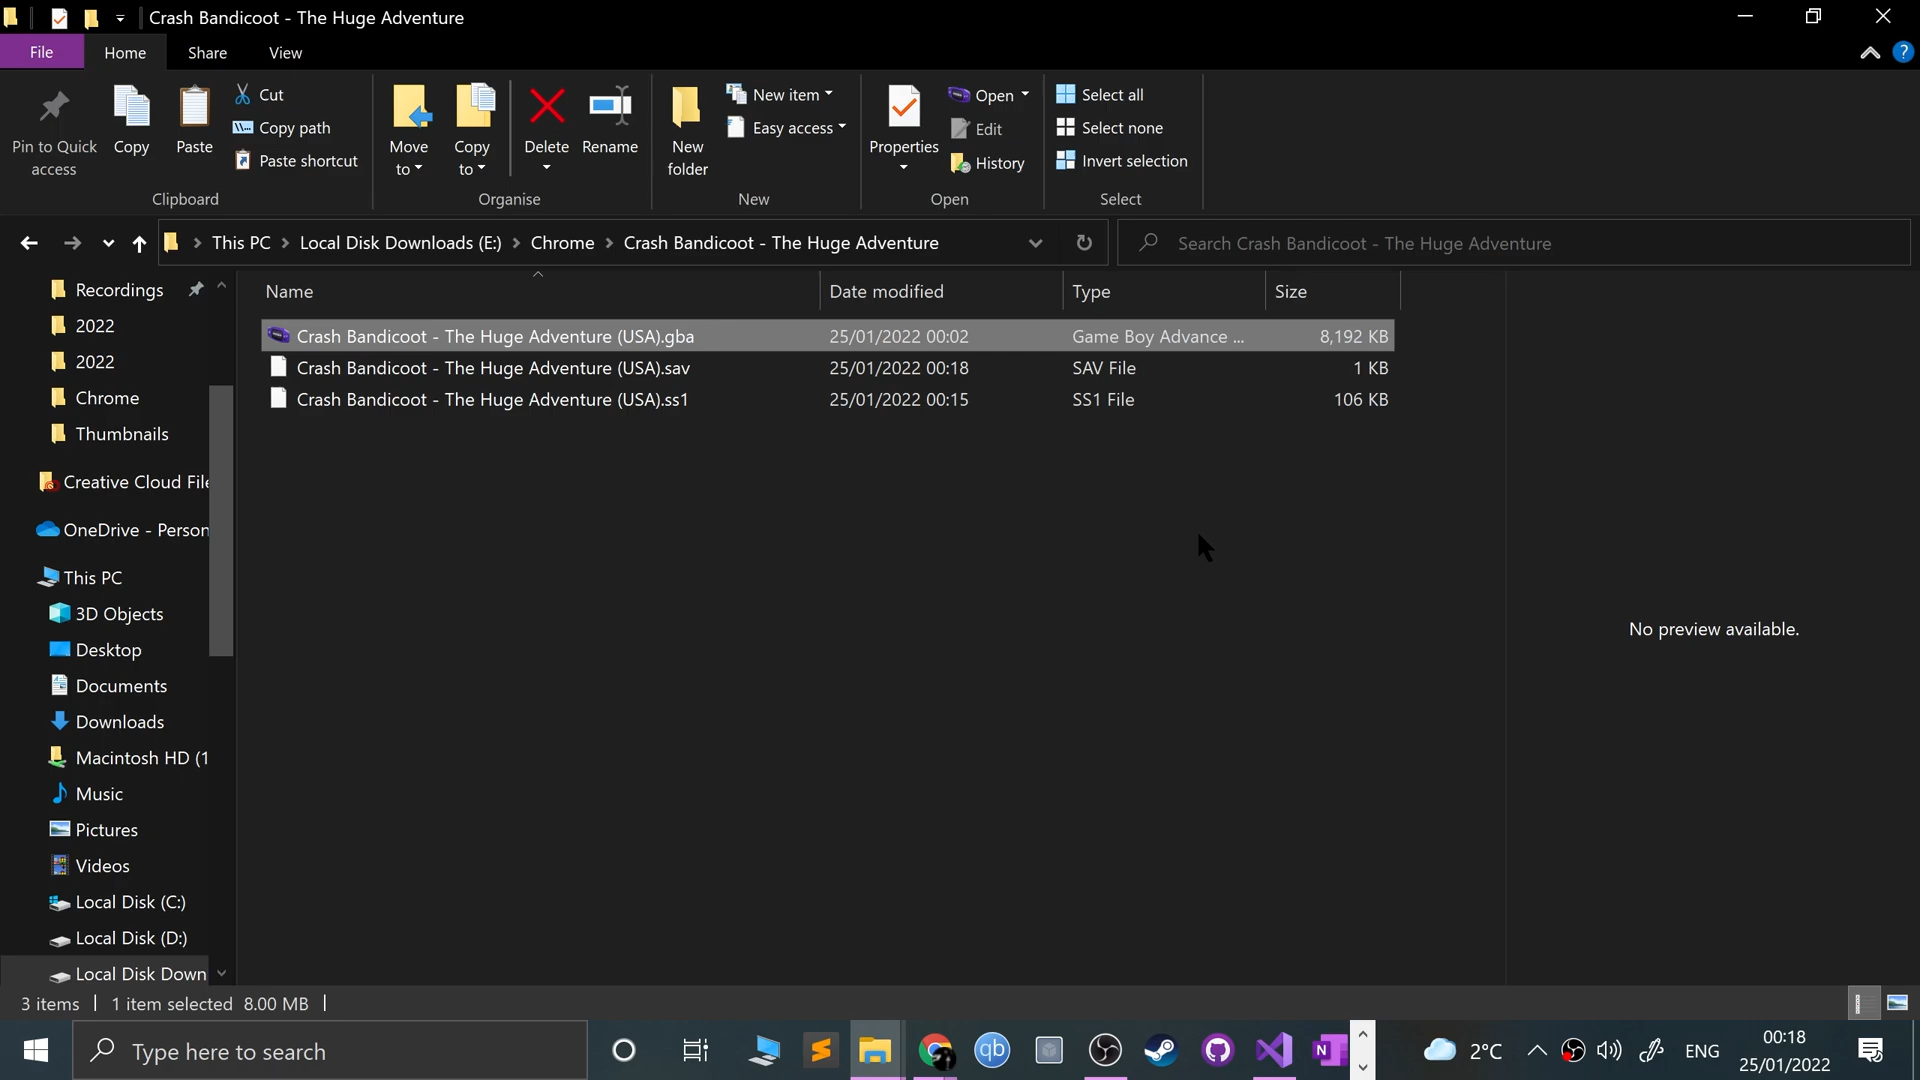 Crash Bandicoot - The Huge Adventure
File Home Share View
Pin to Quick access
Copy
Paste
Cut
Copy path
Paste shortcut
Clipboard
Move to
Copy to
Delete
Rename
Organise
New folder
New item
Easy access
New
Properties
Open
Edit
History
Open
Select all
Select none
Invert selection
Select
This PC > Local Disk Downloads (E:) > Chrome > Crash Bandicoot - The Huge Adventure
Search Crash Bandicoot - The Huge Adventure
Recordings
2022
2022
Chrome
Thumbnails
Creative Cloud File
OneDrive - Person
This PC
3D Objects
Desktop
Documents
Downloads
Macintosh HD (1
Music
Pictures
Videos
Local Disk (C:)
Local Disk (D:)
Local Disk Down
Name Date modified Type Size
Crash Bandicoot - The Huge Adventure (USA).gba 25/01/2022 00:02 Game Boy Advance ... 8,192 KB
Crash Bandicoot - The Huge Adventure (USA).sav 25/01/2022 00:18 SAV File 1 KB
Crash Bandicoot - The Huge Adventure (USA).ss1 25/01/2022 00:15 SS1 File 106 KB
No preview available.
3 items 1 item selected 8.00 MB
Type here to search
qb
N
2°C
ENG
00:18
25/01/2022